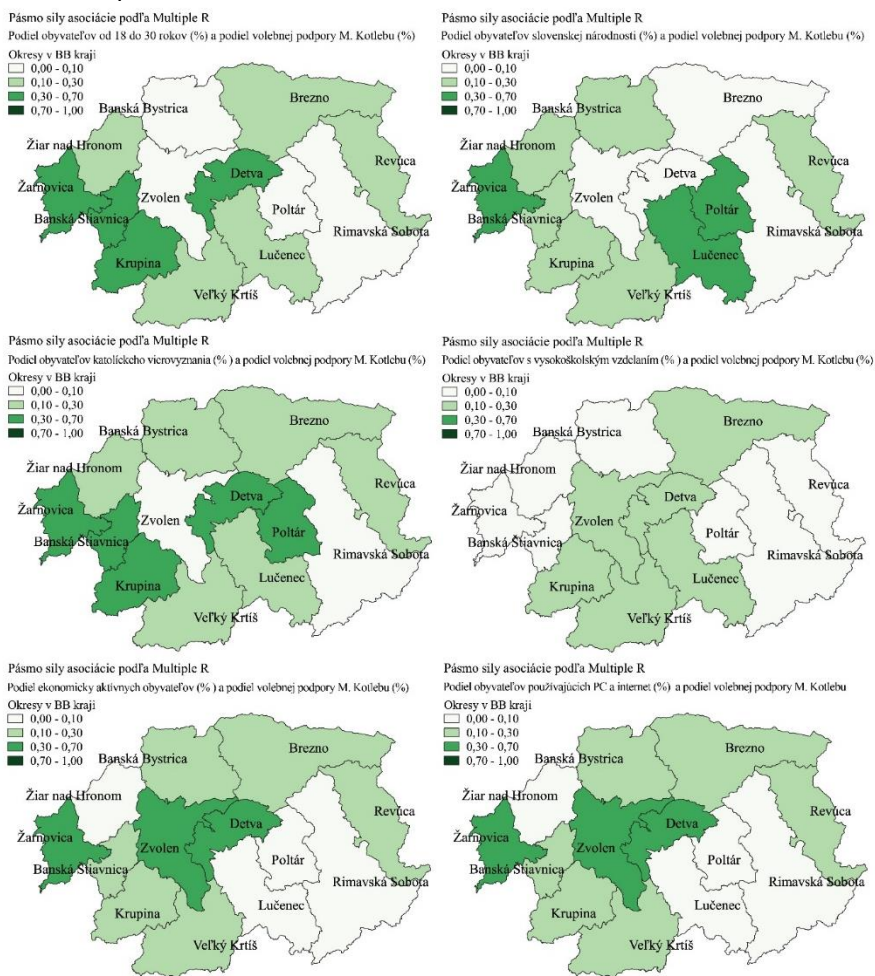 Pásmo sily asociácie podľa Multiple R
Podiel obyvateľov od 18 do 30 rokov (%) a podiel volebnej podpory M. Kotlebu (%)
Okresy v BB kraji
0,00 - 0,10
0,10 - 0,30
0,30 - 0,70
0,70 - 1,00
Banská Bystrica
Brezno
Žiar nad Hronom
Revúca
Žarnovica
Detva
Zvolen
Banská Štiavnica
Poltár
Rimavská Sobota
Krupina
Lučenec
Veľký Krtíš
Pásmo sily asociácie podľa Multiple R
Podiel obyvateľov slovenskej národnosti (%) a podiel volebnej podpory M. Kotlebu (%)
Okresy v BB kraji
0,00 - 0,10
0,10 - 0,30
0,30 - 0,70
0,70 - 1,00
Banská Bystrica
Brezno
Žiar nad Hronom
Revúca
Žarnovica
Detva
Zvolen
Banská Štiavnica
Poltár
Rimavská Sobota
Krupina
Lučenec
Veľký Krtíš
Pásmo sily asociácie podľa Multiple R
Podiel obyvateľov katolíckeho vierovyznania (% ) a podiel volebnej podpory M. Kotlebu (%)
Okresy v BB kraji
0,00 - 0,10
0,10 - 0,30
0,30 - 0,70
0,70 - 1,00
Banská Bystrica
Brezno
Žiar nad Hronom
Revúca
Žarnovica
Detva
Zvolen
Banská Štiavnica
Poltár
Rimavská Sobota
Krupina
Lučenec
Veľký Krtíš
Pásmo sily asociácie podľa Multiple R
Podiel obyvateľov s vysokoškolským vzdelaním (% ) a podiel volebnej podpory M. Kotlebu (%)
Okresy v BB kraji
0,00 - 0,10
0,10 - 0,30
0,30 - 0,70
0,70 - 1,00
Banská Bystrica
Brezno
Žiar nad Hronom
Revúca
Žarnovica
Detva
Zvolen
Banská Štiavnica
Poltár
Rimavská Sobota
Krupina
Lučenec
Veľký Krtíš
Pásmo sily asociácie podľa Multiple R
Podiel ekonomicky aktívnych obyvateľov (% ) a podiel volebnej podpory M. Kotlebu (%)
Okresy v BB kraji
0,00 - 0,10
0,10 - 0,30
0,30 - 0,70
0,70 - 1,00
Banská Bystrica
Brezno
Žiar nad Hronom
Revúca
Žarnovica
Detva
Zvolen
Banská Štiavnica
Poltár
Rimavská Sobota
Krupina
Lučenec
Veľký Krtíš
Pásmo sily asociácie podľa Multiple R
Podiel obyvateľov používajúcich PC a internet (%) a podiel volebnej podpory M. Kotlebu
Okresy v BB kraji
0,00 - 0,10
0,10 - 0,30
0,30 - 0,70
0,70 - 1,00
Banská Bystrica
Brezno
Žiar nad Hronom
Revúca
Žarnovica
Detva
Zvolen
Banská Štiavnica
Poltár
Rimavská Sobota
Krupina
Lučenec
Veľký Krtíš